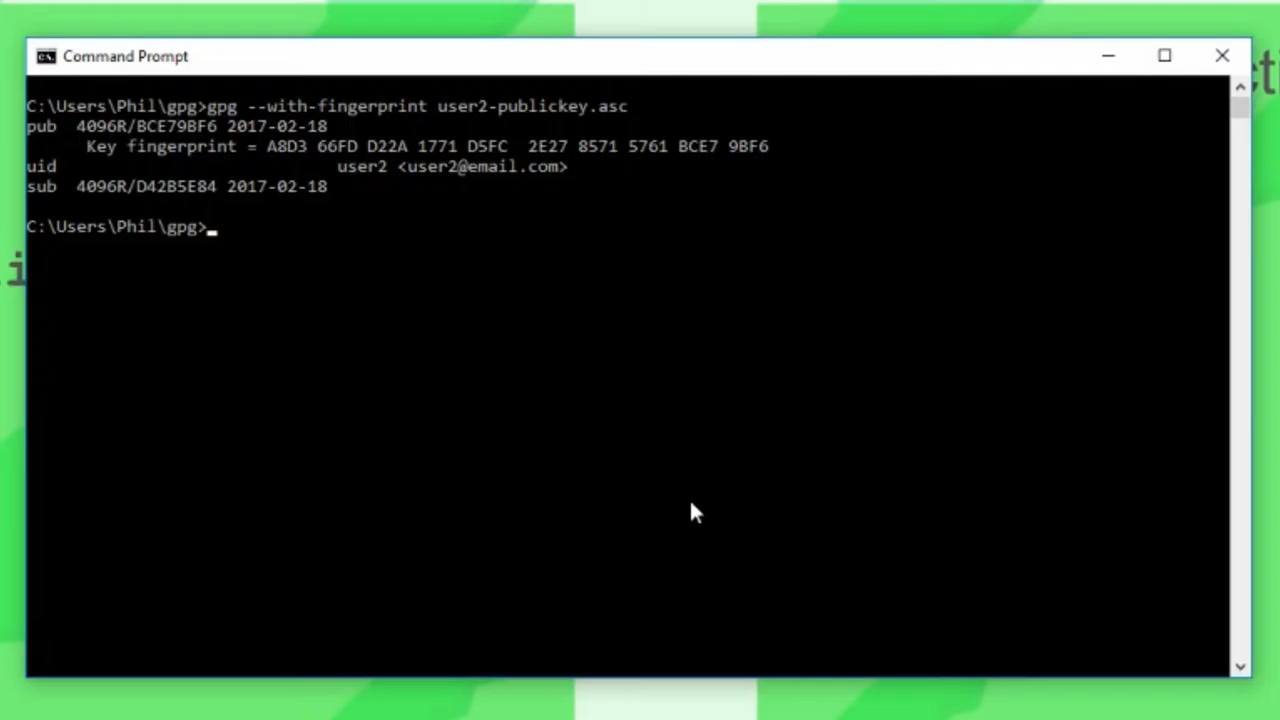 Command Prompt
C:\Users\Phil\gpg>gpg --with-fingerprint user2-publickey.asc
pub  4096R/BCE79BF6 2017-02-18
      Key fingerprint = A8D3 66FD D22A 1771 D5FC  2E27 8571 5761 BCE7 9BF6
uid                            user2 <user2@email.com>
sub  4096R/D42B5E84 2017-02-18
C:\Users\Phil\gpg>